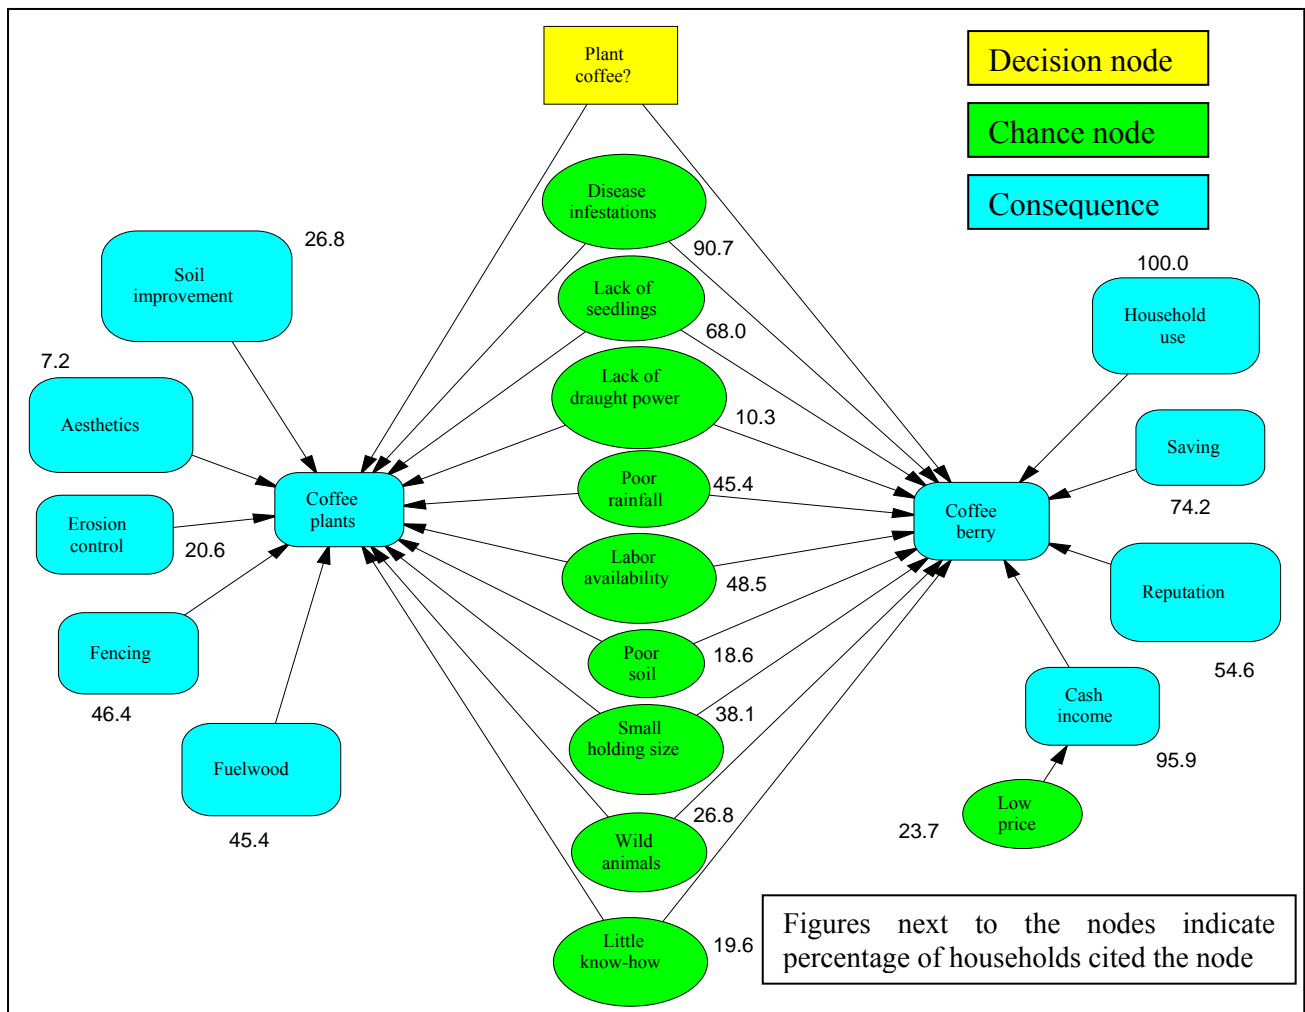 Plant
coffee?
Decision node
Chance node
Consequence
Disease
infestations
90.7
Lack of
seedlings
68.0
Lack of
draught power
10.3
Poor
rainfall
45.4
Labor
availability
48.5
Poor
soil
18.6
Small
holding size
38.1
Wild
animals
26.8
Little
know-how
19.6
Soil
improvement
26.8
7.2
Aesthetics
Erosion
control
20.6
Fencing
46.4
Fuelwood
45.4
Coffee
plants
100.0
Household
use
Saving
74.2
Coffee
berry
Reputation
54.6
Cash
income
95.9
Low
price
23.7
Figures next to the nodes indicate
percentage of households cited the node